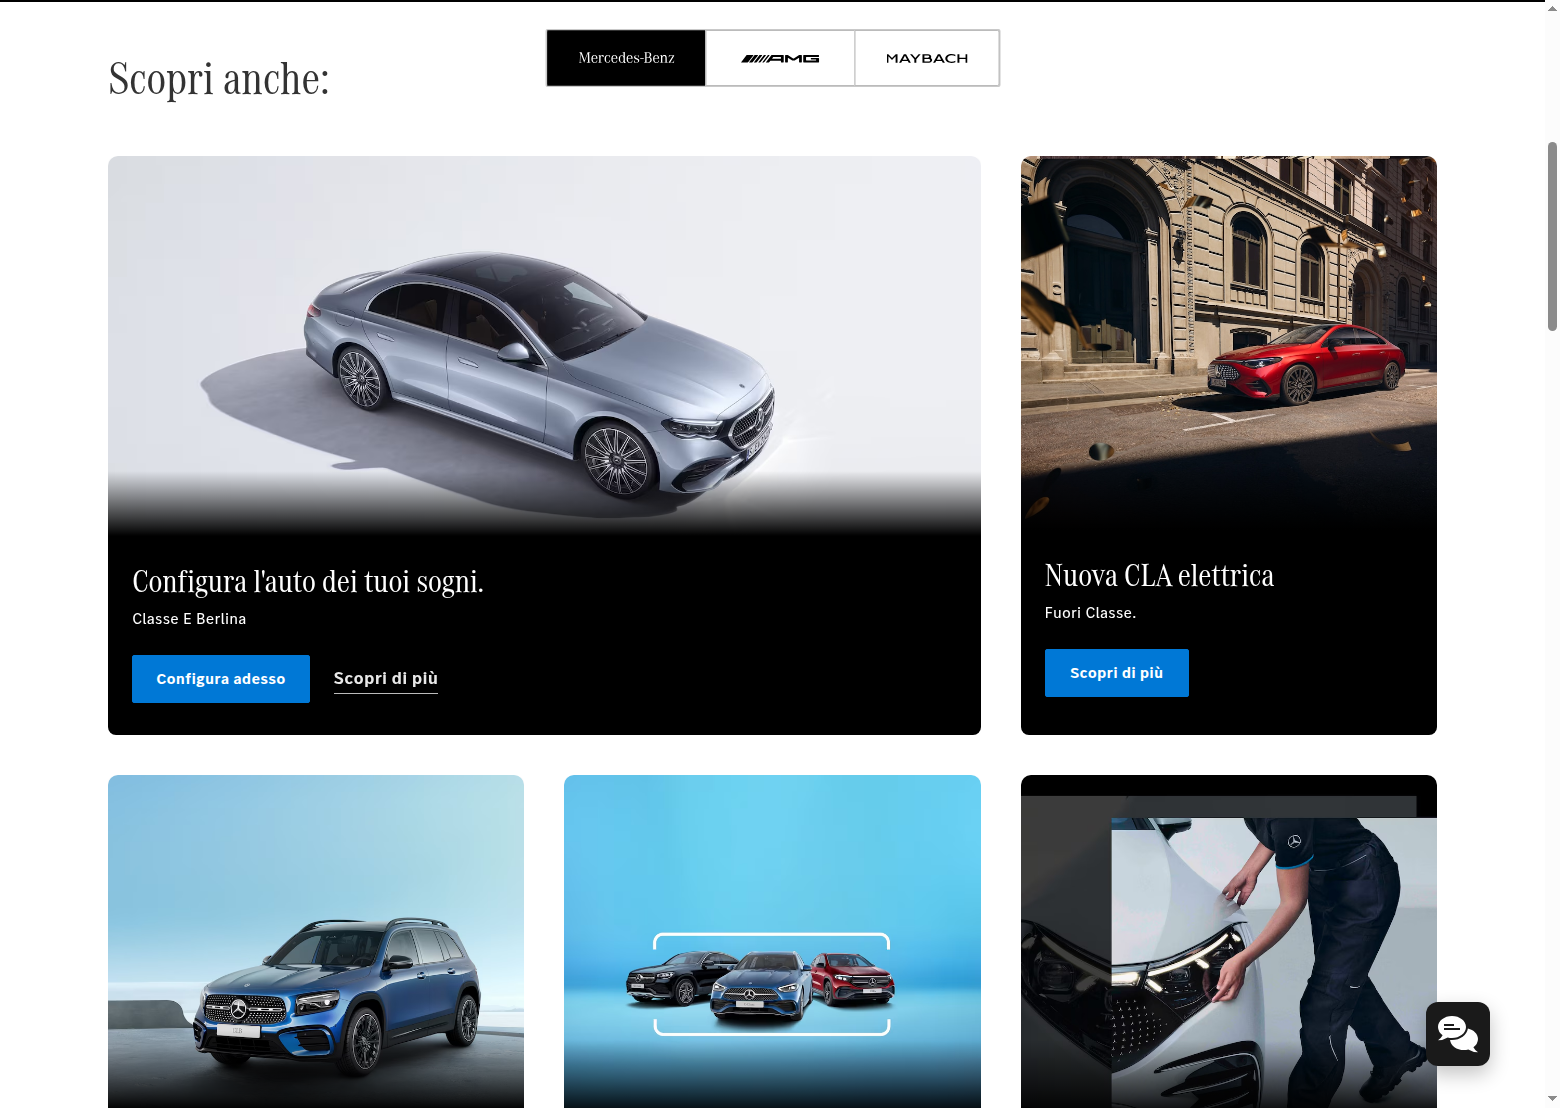 Scopri anche:
Mercedes-Benz
AMG
MAYBACH
Configura l'auto dei tuoi sogni.
Classe E Berlina
Configura adesso
Scopri di più
Nuova CLA elettrica
Fuori Classe.
Scopri di più